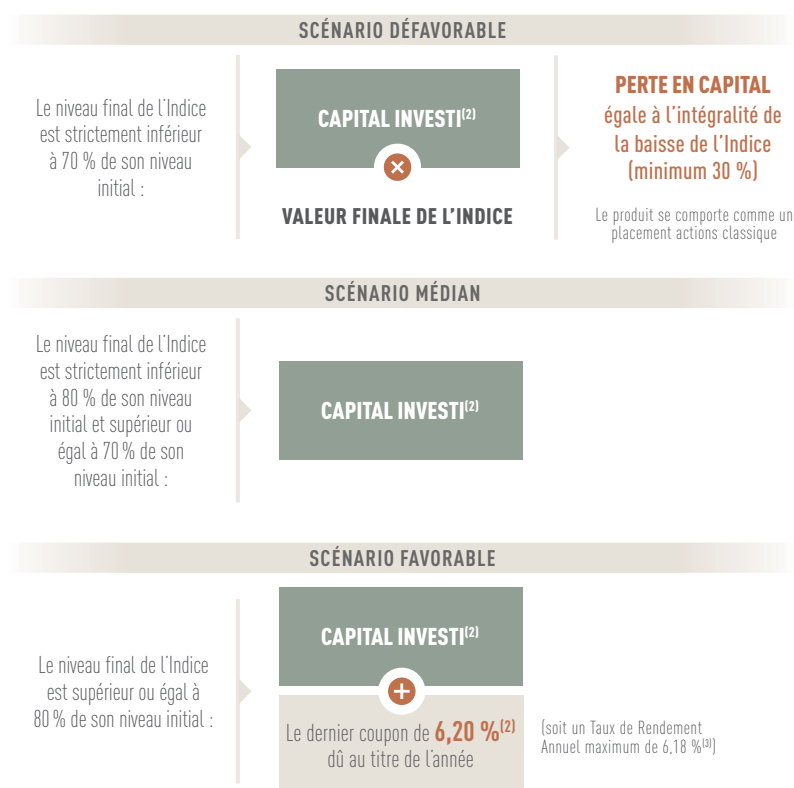 SCÉNARIO DÉFAVORABLE
Le niveau final de l'Indice
est strictement inférieur
à 70 % de son niveau
initial :
CAPITAL INVESTI(2)
×
VALEUR FINALE DE L'INDICE
PERTE EN CAPITAL
égale à l'intégralité de
la baisse de l'Indice
(minimum 30 %)
Le produit se comporte comme un
placement actions classique
SCÉNARIO MÉDIAN
Le niveau final de l'Indice
est strictement inférieur
à 80 % de son niveau
initial et supérieur ou
égal à 70 % de son
niveau initial :
CAPITAL INVESTI(2)
SCÉNARIO FAVORABLE
Le niveau final de l'Indice
est supérieur ou égal à
80 % de son niveau initial :
CAPITAL INVESTI(2)
+
Le dernier coupon de 6,20 %(2)
dû au titre de l'année
(soit un Taux de Rendement
Annuel maximum de 6,18 %(3))